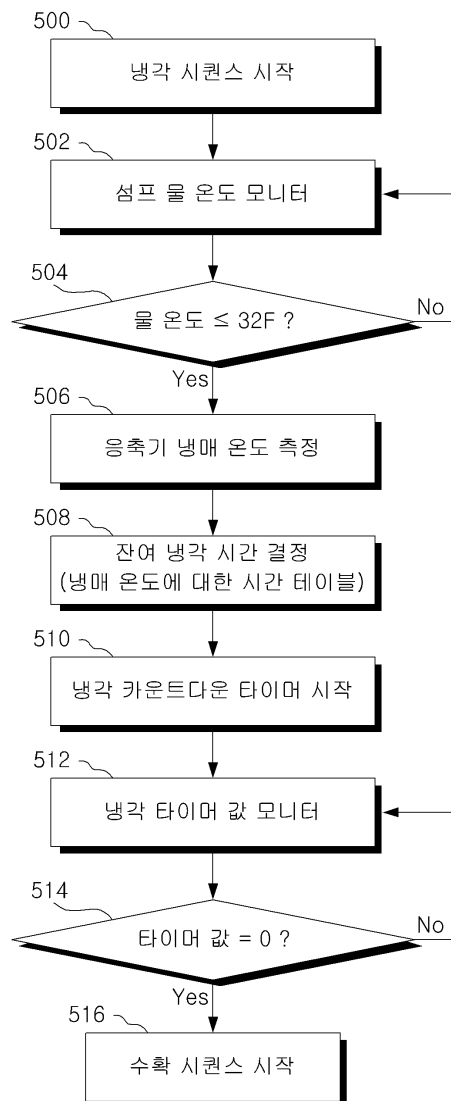 500
냉각 시퀀스 시작
502
섬프 물 온도 모니터
504
물 온도 ≤ 32F ?
No
Yes
506
응축기 냉매 온도 측정
508
잔여 냉각 시간 결정
(냉매 온도에 대한 시간 테이블)
510
냉각 카운트다운 타이머 시작
512
냉각 타이머 값 모니터
514
타이머 값 = 0 ?
No
Yes
516
수확 시퀀스 시작